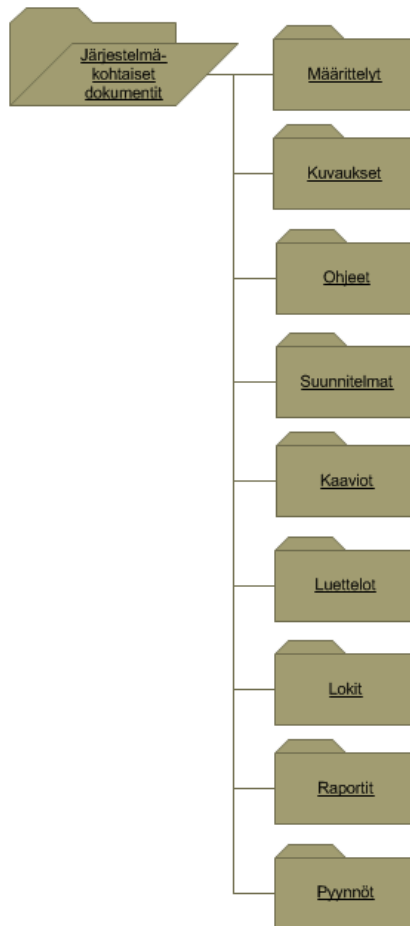 Järjestelmä-
kohtaiset
dokumentit
Määrittelyt
Kuvaukset
Ohjeet
Suunnitelmat
Kaaviot
Luettelot
Lokit
Raportit
Pyynnöt